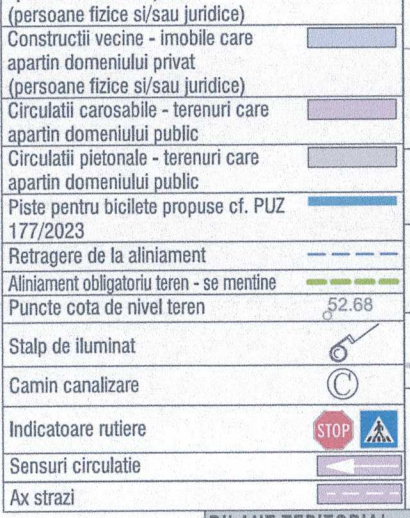 (persoane fizice si/sau juridice)
Constructii vecine - imobile care
apartin domeniului privat
(persoane fizice si/sau juridice)
Circulatii carosabile - terenuri care
apartin domeniului public
Circulatii pietonale - terenuri care
apartin domeniului public
Piste pentru bicilete propuse cf. PUZ
177/2023
Retragere de la aliniament
Aliniament obligatoriu teren - se mentine
Puncte cota de nivel teren
52.68
Stalp de iluminat
Camin canalizare
C
Indicatoare rutiere
STOP
Sensuri circulatie
Ax strazi